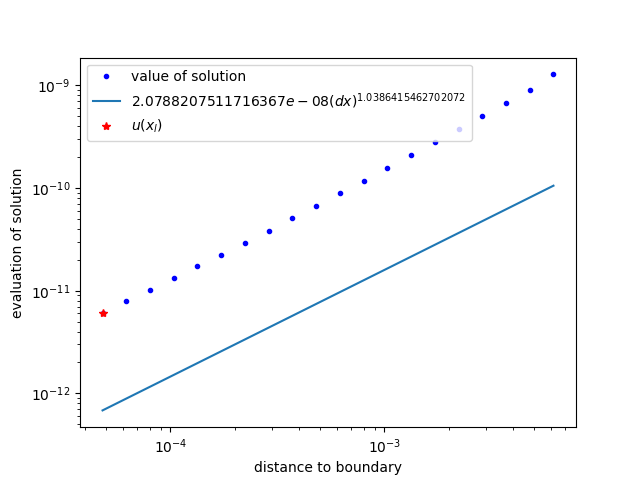 value of solution
2.0788207511716367e − 08(dx)^1.0386415462702072
u(x_l)
10^−9
10^−10
10^−11
10^−12
evaluation of solution
10^−4
10^−3
distance to boundary